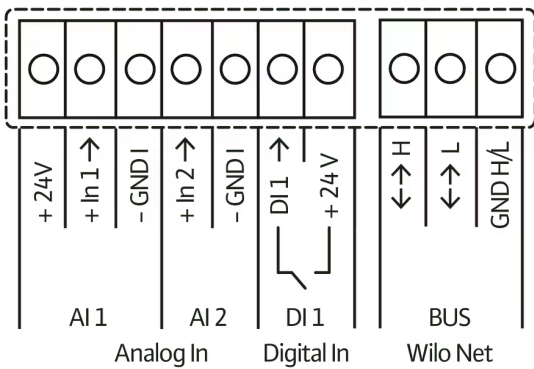 + 24V
+ In 1 →
- GND I
+ In 2 →
- GND I
DI 1 →
+ 24 V
↔ H
↔ L
GND H/L
AI 1 AI 2 DI 1 BUS
Analog In Digital In Wilo Net